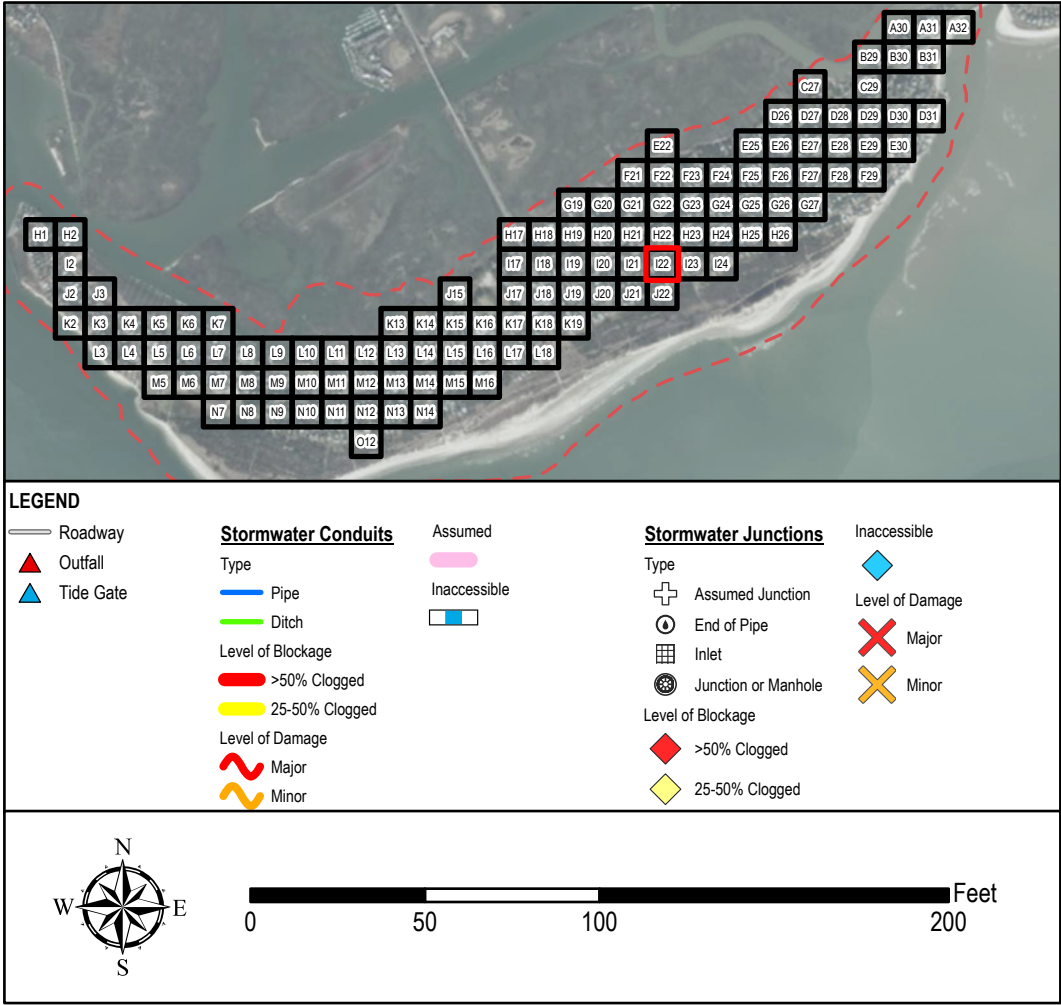 A30 A31 A32
B29 B30 B31
C27 C29
D26 D27 D28 D29 D30 D31
E22 E25 E26 E27 E28 E29 E30
F21 F22 F23 F24 F25 F26 F27 F28 F29
G19 G20 G21 G22 G23 G24 G25 G26 G27
H1 H2 H17 H18 H19 H20 H21 H22 H23 H24 H25 H26
I2 I17 I18 I19 I20 I21 I22 I23 I24
J2 J3 J15 J17 J18 J19 J20 J21 J22
K2 K3 K4 K5 K6 K7 K13 K14 K15 K16 K17 K18 K19
L3 L4 L5 L6 L7 L8 L9 L10 L11 L12 L13 L14 L15 L16 L17 L18
M5 M6 M7 M8 M9 M10 M11 M12 M13 M14 M15 M16
N7 N8 N9 N10 N11 N12 N13 N14
O12
LEGEND
Roadway
Outfall
Tide Gate
Stormwater Conduits
Type
Pipe
Ditch
Level of Blockage
>50% Clogged
25-50% Clogged
Level of Damage
Major
Minor
Assumed
Inaccessible
Stormwater Junctions
Type
Assumed Junction
End of Pipe
Inlet
Junction or Manhole
Level of Blockage
>50% Clogged
25-50% Clogged
Inaccessible
Level of Damage
Major
Minor
N
W E
S
Feet
0 50 100 200